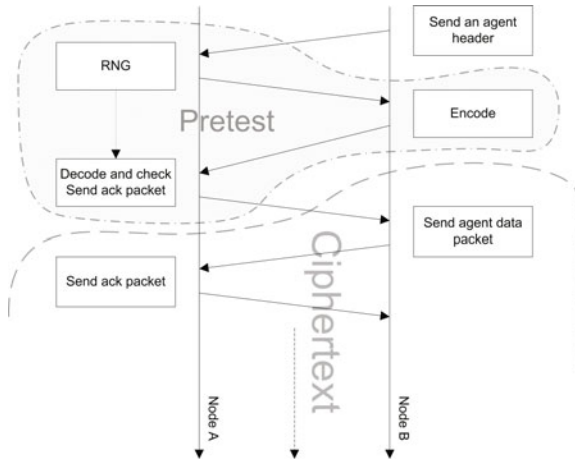 Send an agent
header
RNG
Encode
Pretest
Decode and check
Send ack packet
Send agent data
packet
Send ack packet
Ciphertext
Node A
Node B